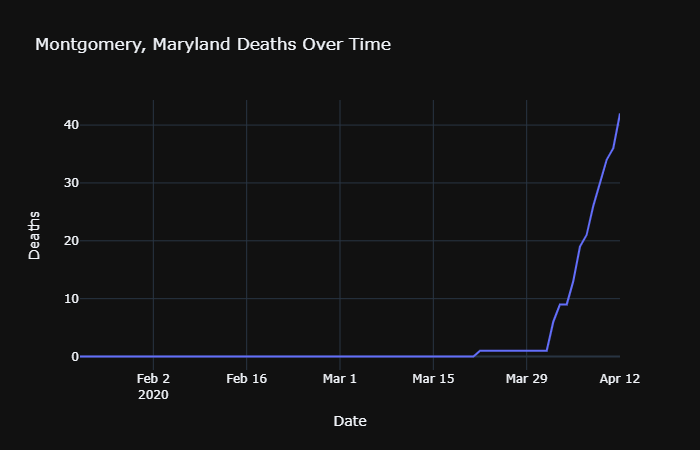 Montgomery, Maryland Deaths Over Time
Deaths
40
30
20
10
0
Feb 2 Feb 16 Mar 1 Mar 15 Mar 29 Apr 12
2020
Date